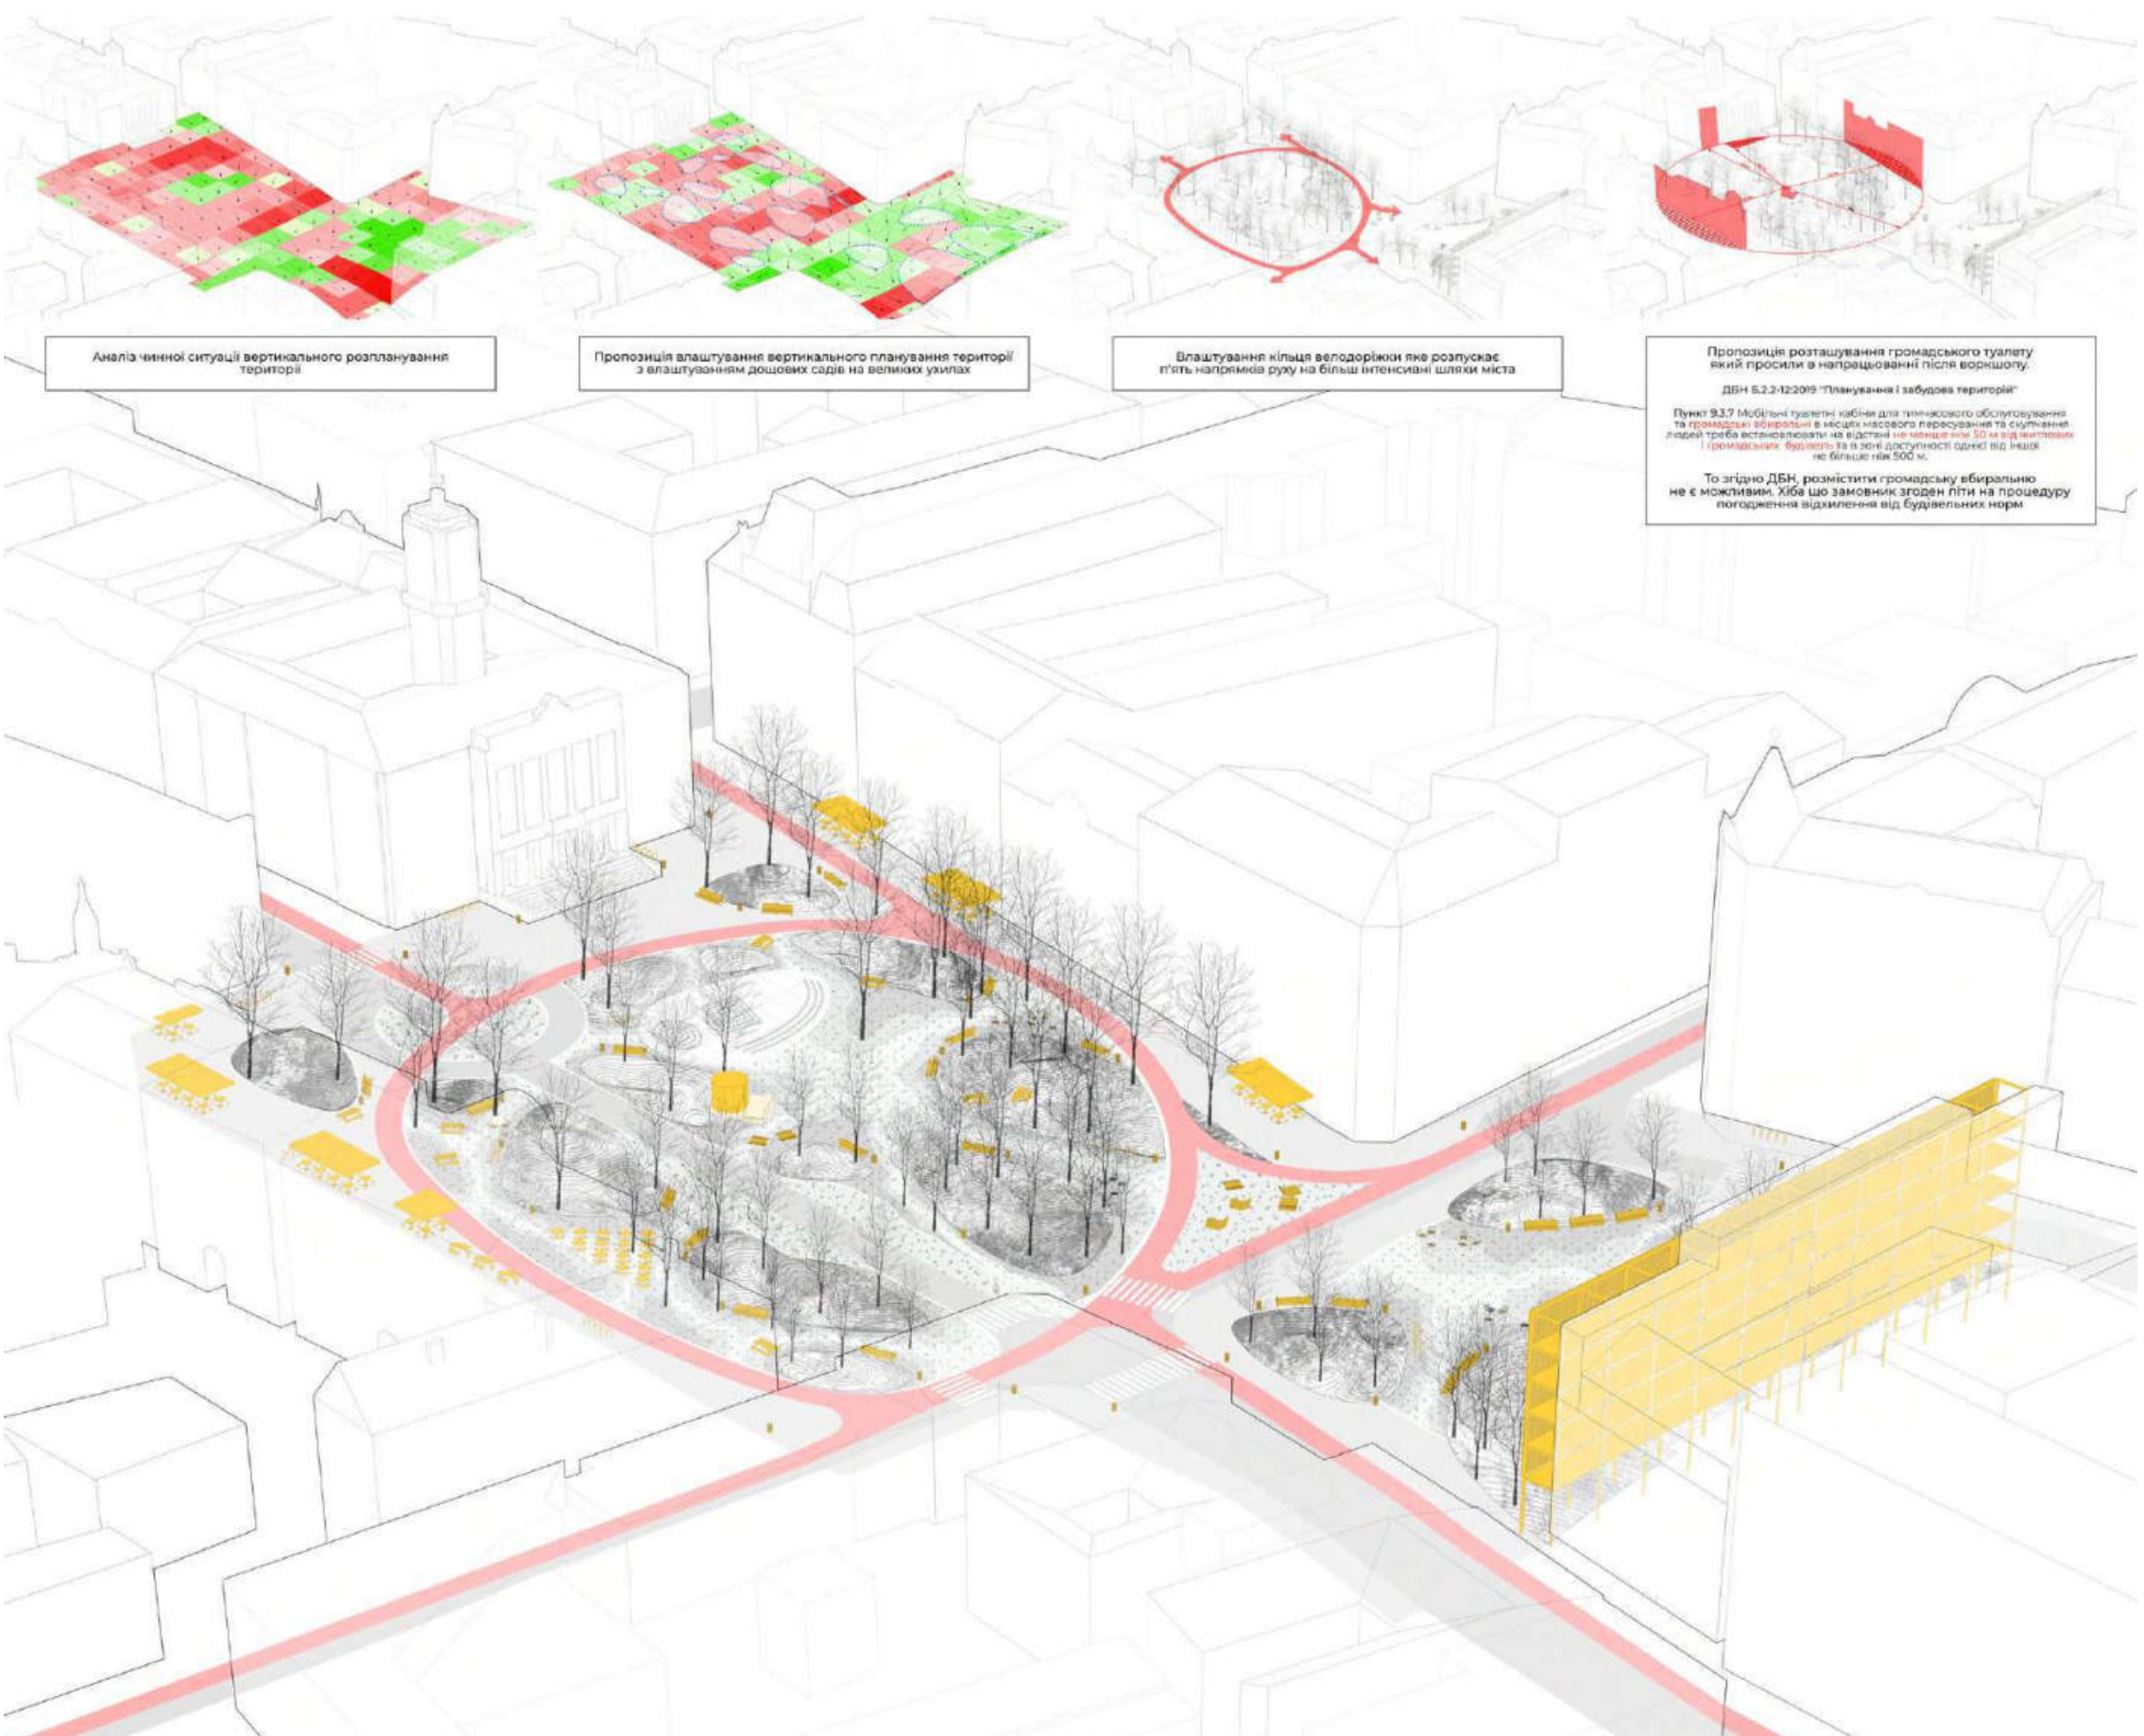 Аналіз чинної ситуації вертикального розпланування
території
Пропозиція влаштування вертикального планування території
з влаштуванням дощових садів на великих ухилах
Влаштування кільця велодоріжки яке розпускає
п'ять напрямків руху на більш інтенсивні шляхи міста
Пропозиція розташування громадського туалету
який просили в напрацьованні після воркшопу.
ДБН Б.2.2-12:2019 "Планування і забудова територій"
Пункт 9.3.7 Мобільні туалетні кабіни для тимчасового обслуговування
та громадські вбиральні в місцях масового пересування та скупчення
людей треба встановлювати на відстані не менше ніж 50 м від житлових
і громадських будівель та в зоні доступності однієї від іншої
не більше ніж 500 м.
То згідно ДБН, розмістити громадську вбиральню
не є можливим. Хіба що замовник згоден піти на процедуру
погодження відхилення від будівельних норм